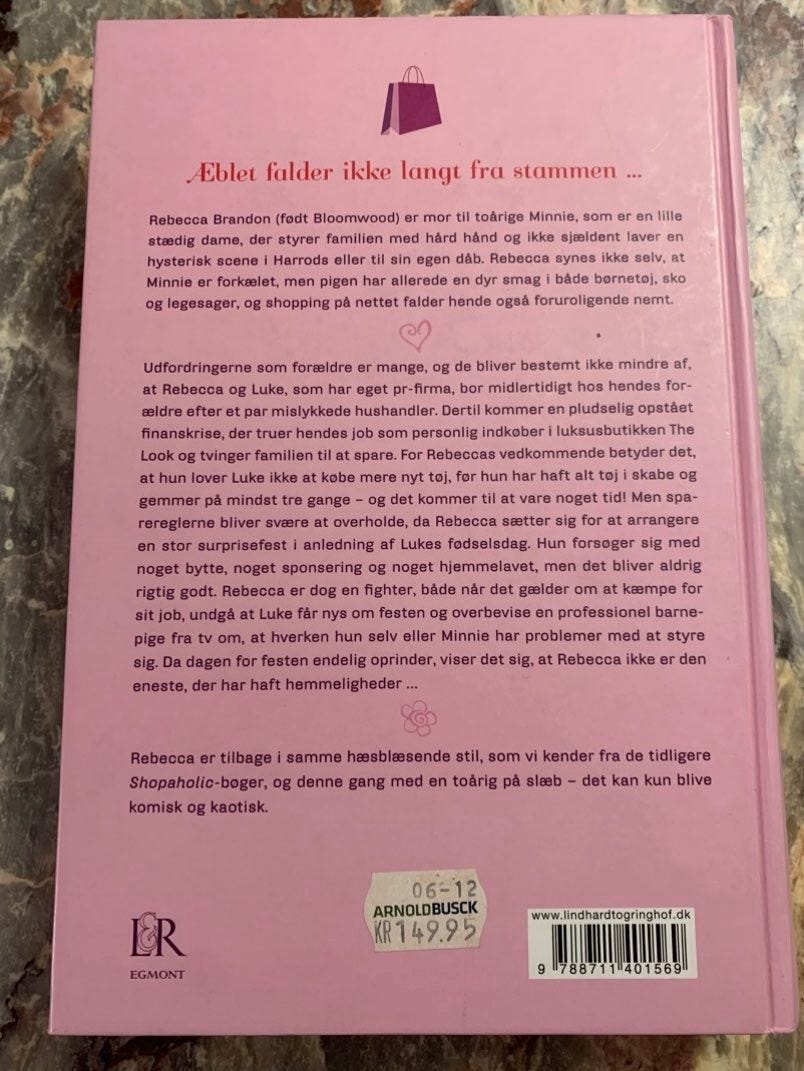 Æblet falder ikke langt fra stammen ...
Rebecca Brandon (født Bloomwood) er mor til toårige Minnie, som er en lille
stædig dame, der styrer familien med hård hånd og ikke sjældent laver en
hysterisk scene i Harrods eller til sin egen dåb. Rebecca synes ikke selv, at
Minnie er forkælet, men pigen har allerede en dyr smag i både børnetøj, sko
og legesager, og shopping på nettet falder hende også foruroligende nemt.
Udfordringerne som forældre er mange, og de bliver bestemt ikke mindre af,
at Rebecca og Luke, som har eget pr-firma, bor midlertidigt hos hendes for-
ældre efter et par mislykkede hushandler. Dertil kommer en pludselig opstået
finanskrise, der truer hendes job som personlig indkøber i luksusbutikken The
Look og tvinger familien til at spare. For Rebeccas vedkommende betyder det,
at hun lover Luke ikke at købe mere nyt tøj, før hun har haft alt tøj i skabe og
gemmer på mindst tre gange – og det kommer til at vare noget tid! Men spa-
rereglerne bliver svære at overholde, da Rebecca sætter sig for at arrangere
en stor surprisefest i anledning af Lukes fødselsdag. Hun forsøger sig med
noget bytte, noget sponsering og noget hjemmelavet, men det bliver aldrig
rigtig godt. Rebecca er dog en fighter, både når det gælder om at kæmpe for
sit job, undgå at Luke får nys om festen og overbevise en professionel barne-
pige fra tv om, at hverken hun selv eller Minnie har problemer med at styre
sig. Da dagen for festen endelig oprinder, viser det sig, at Rebecca ikke er den
eneste, der har haft hemmeligheder ...
Rebecca er tilbage i samme hæsblæsende stil, som vi kender fra de tidligere
Shopaholic-bøger, og denne gang med en toårig på slæb – det kan kun blive
komisk og kaotisk.
06-12
ARNOLDBUSCK
KR 149.95
L&R
EGMONT
www.lindhardtogringhof.dk
9 788711 401569